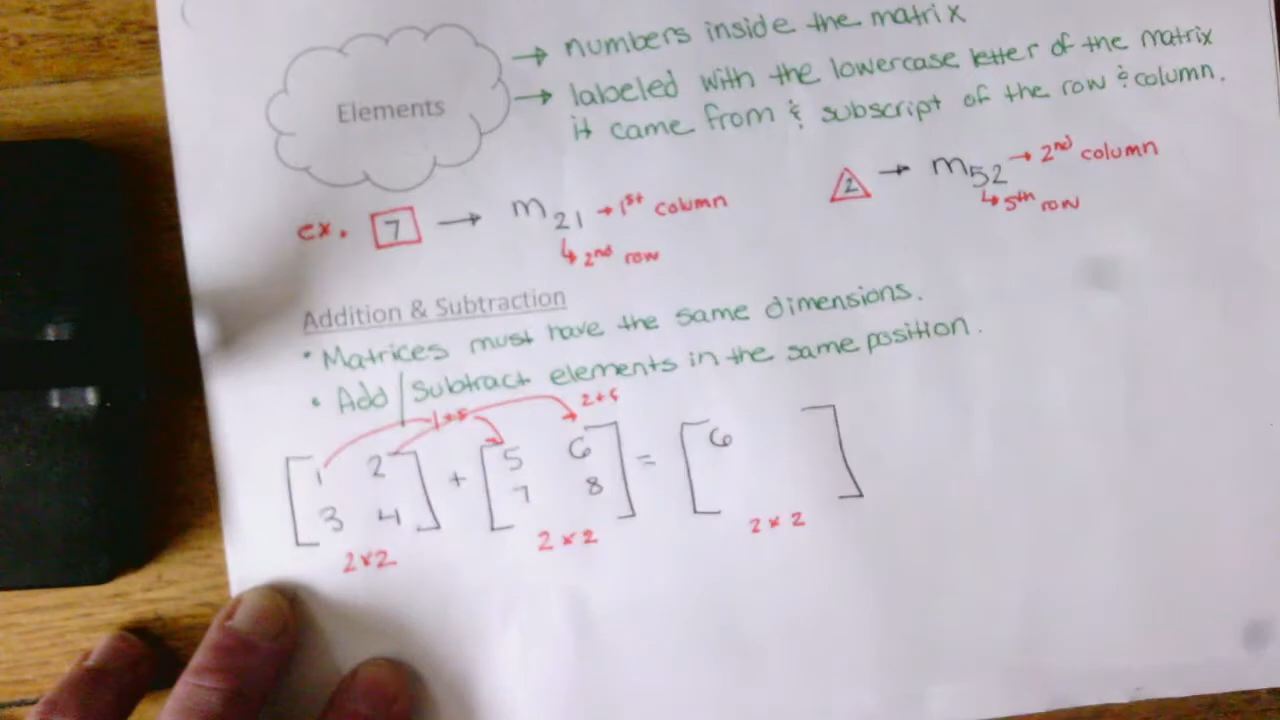 Elements
→ numbers inside the matrix
→ labeled with the lowercase letter of the matrix
it came from & subscript of the row & column.
ex. 7 → m21 → 1st column
↳ 2nd row
2 → m52 → 2nd column
↳ 5th row
Addition & Subtraction
• Matrices must have the same dimensions.
• Add/Subtract elements in the same position.
1+5
[1 2] + [5 6] = [6 ]
[3 4] [7 8]
2×2 2×2 2×2